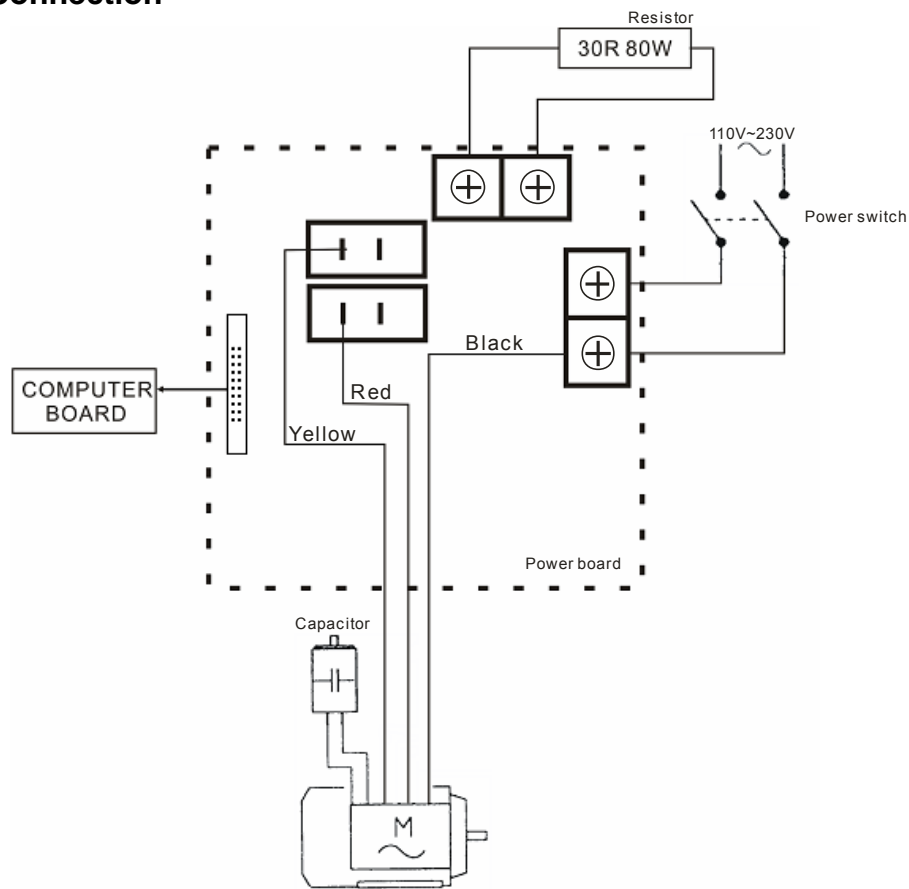 Resistor
30R 80W
110V~230V
Power switch
Black
Red
COMPUTER
BOARD
Yellow
Power board
Capacitor
M